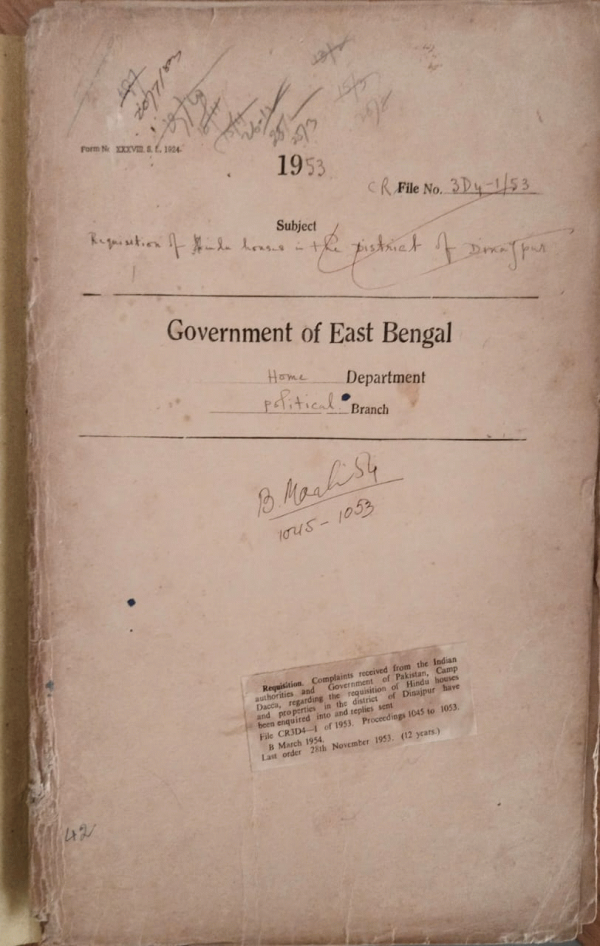 Form No XXXVIII. S. I. 1924.
1953
CR File No. 3D4-1/53
Subject
Requisition of Hindu houses in the District of Dinajpur
Government of East Bengal
Home Department
political Branch
B. March 54
1045 - 1053
Requisition. Complaints received from the Indian
authorities and Government of Pakistan, Camp
Dacca, regarding the requisition of Hindu houses
and properties in the district of Dinajpur have
been enquired into and replies sent
File CR3D4—1 of 1953. Proceedings 1045 to 1053.
B March 1954.
Last order 28th November 1953. (12 years.)
42